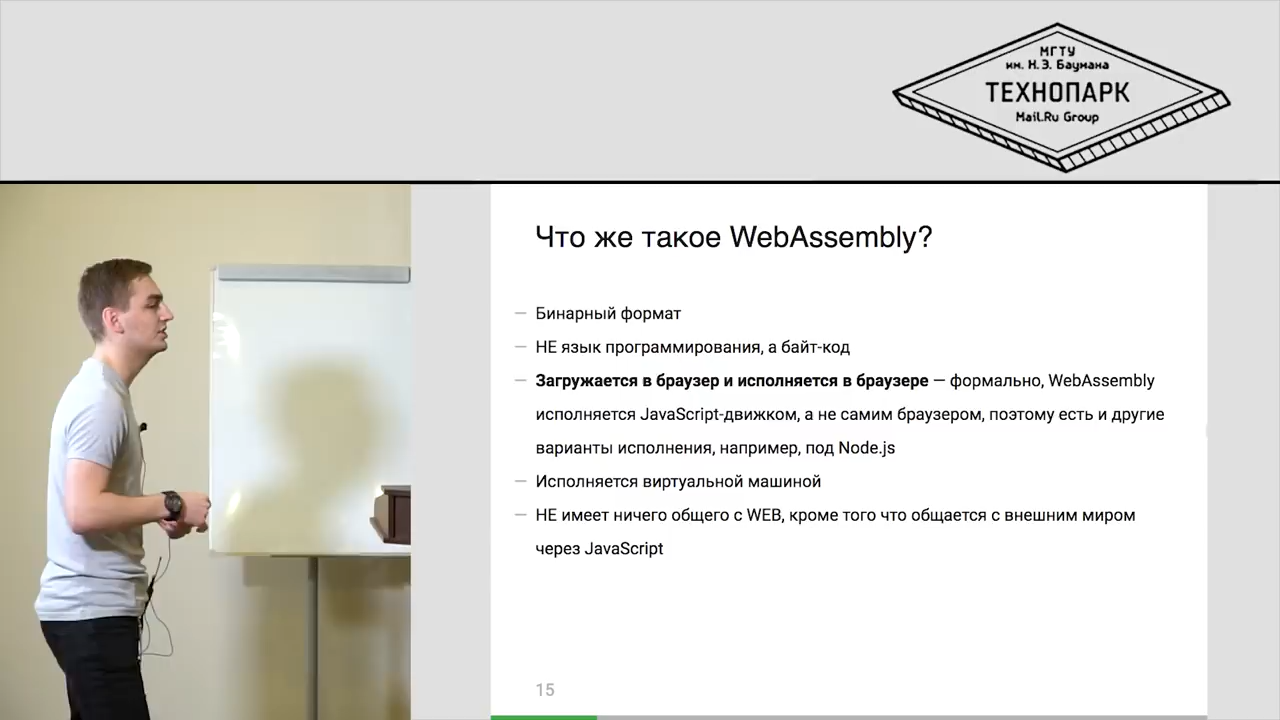 МГТУ
им. Н.Э. Баумана
ТЕХНОПАРК
Mail.Ru Group
Что же такое WebAssembly?
— Бинарный формат
— НЕ язык программирования, а байт-код
— Загружается в браузер и исполняется в браузере — формально, WebAssembly
исполняется JavaScript-движком, а не самим браузером, поэтому есть и другие
варианты исполнения, например, под Node.js
— Исполняется виртуальной машиной
— НЕ имеет ничего общего с WEB, кроме того что общается с внешним миром
через JavaScript
15